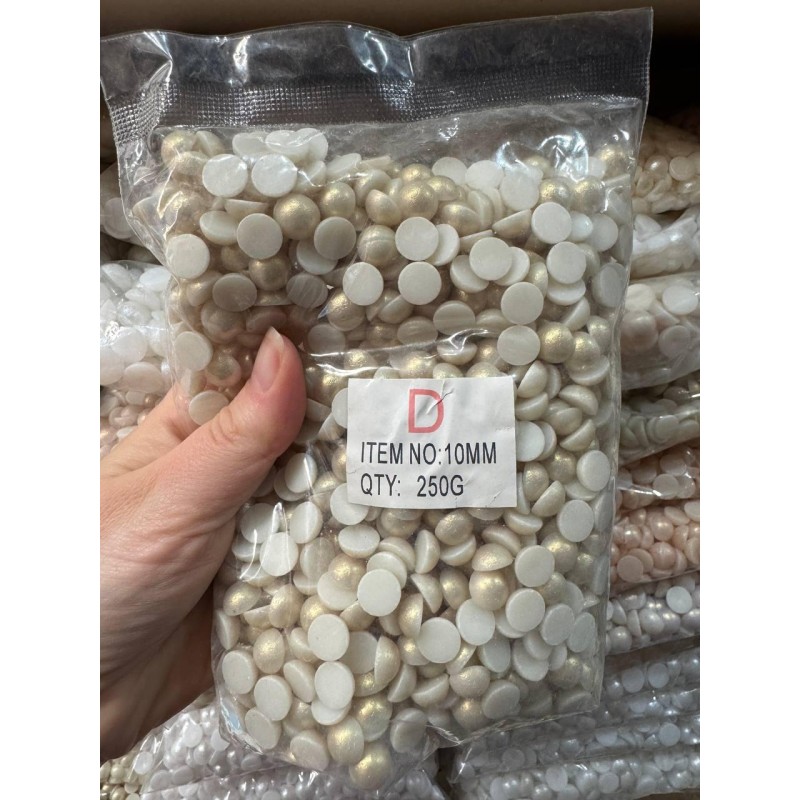 D
ITEM NO:10MM
QTY: 250G